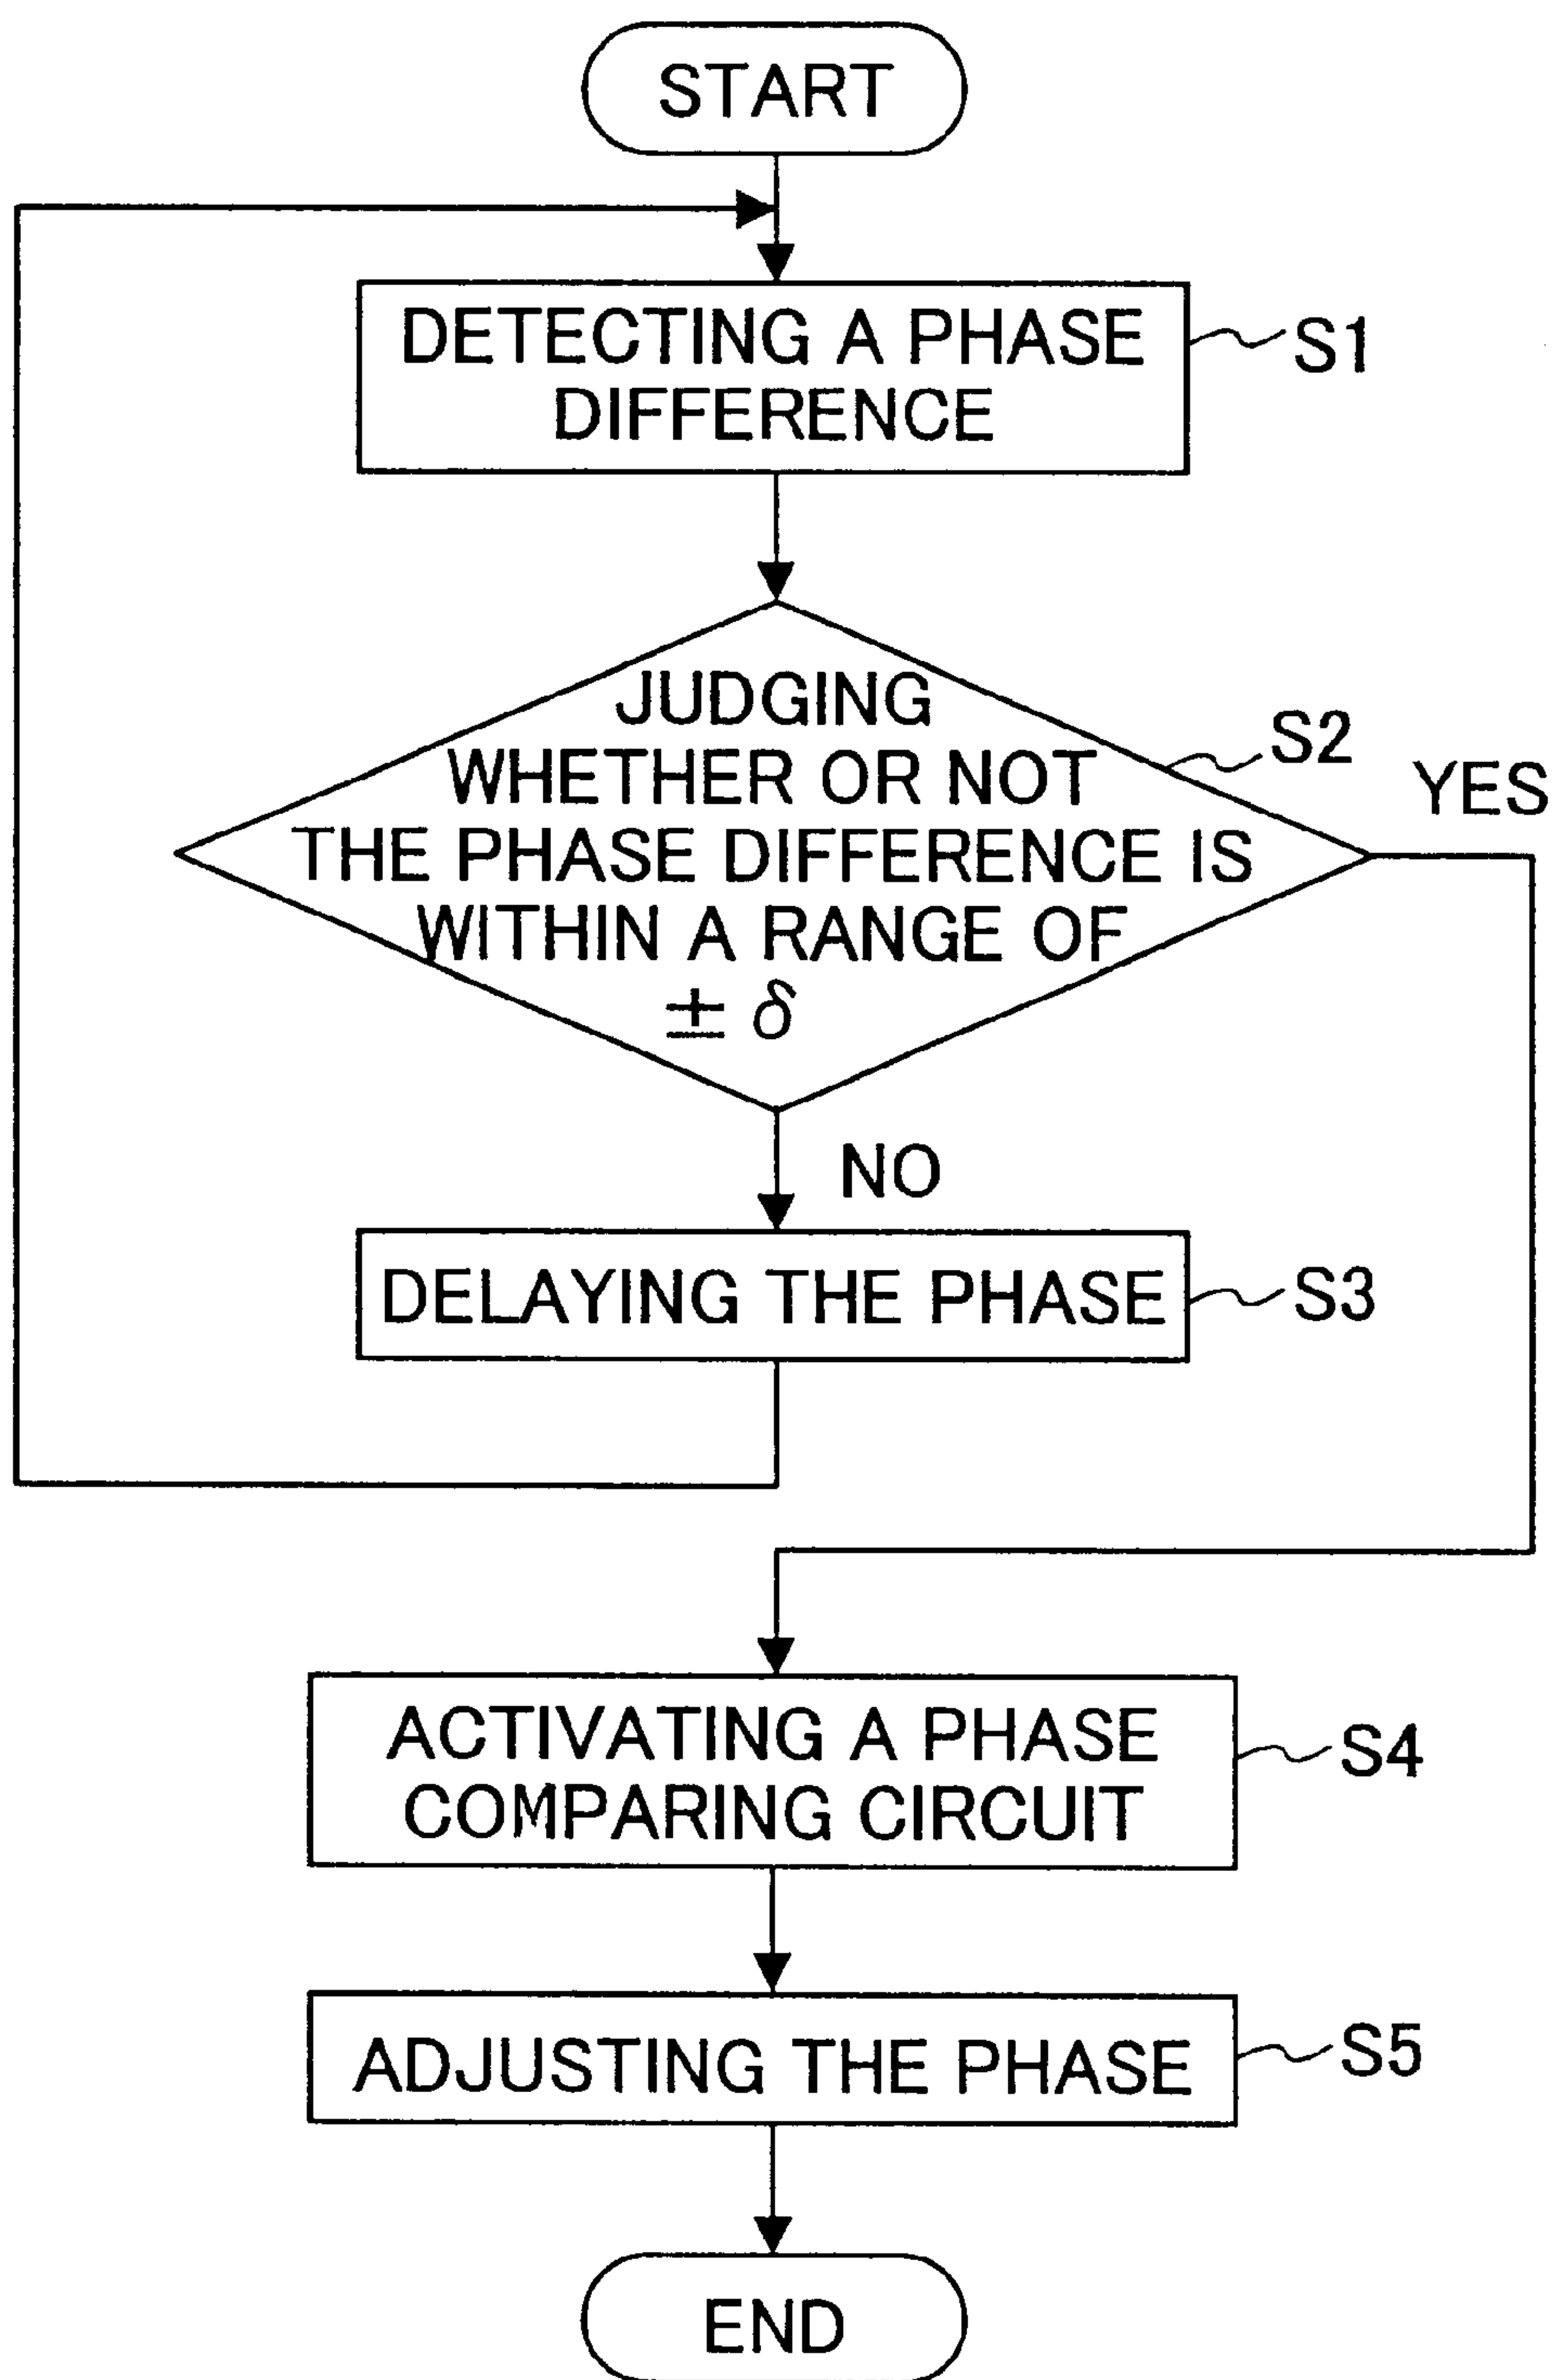 START
DETECTING A PHASE
DIFFERENCE
S1
JUDGING
WHETHER OR NOT
THE PHASE DIFFERENCE IS
WITHIN A RANGE OF
± δ
S2
YES
NO
DELAYING THE PHASE
S3
ACTIVATING A PHASE
COMPARING CIRCUIT
S4
ADJUSTING THE PHASE
S5
END